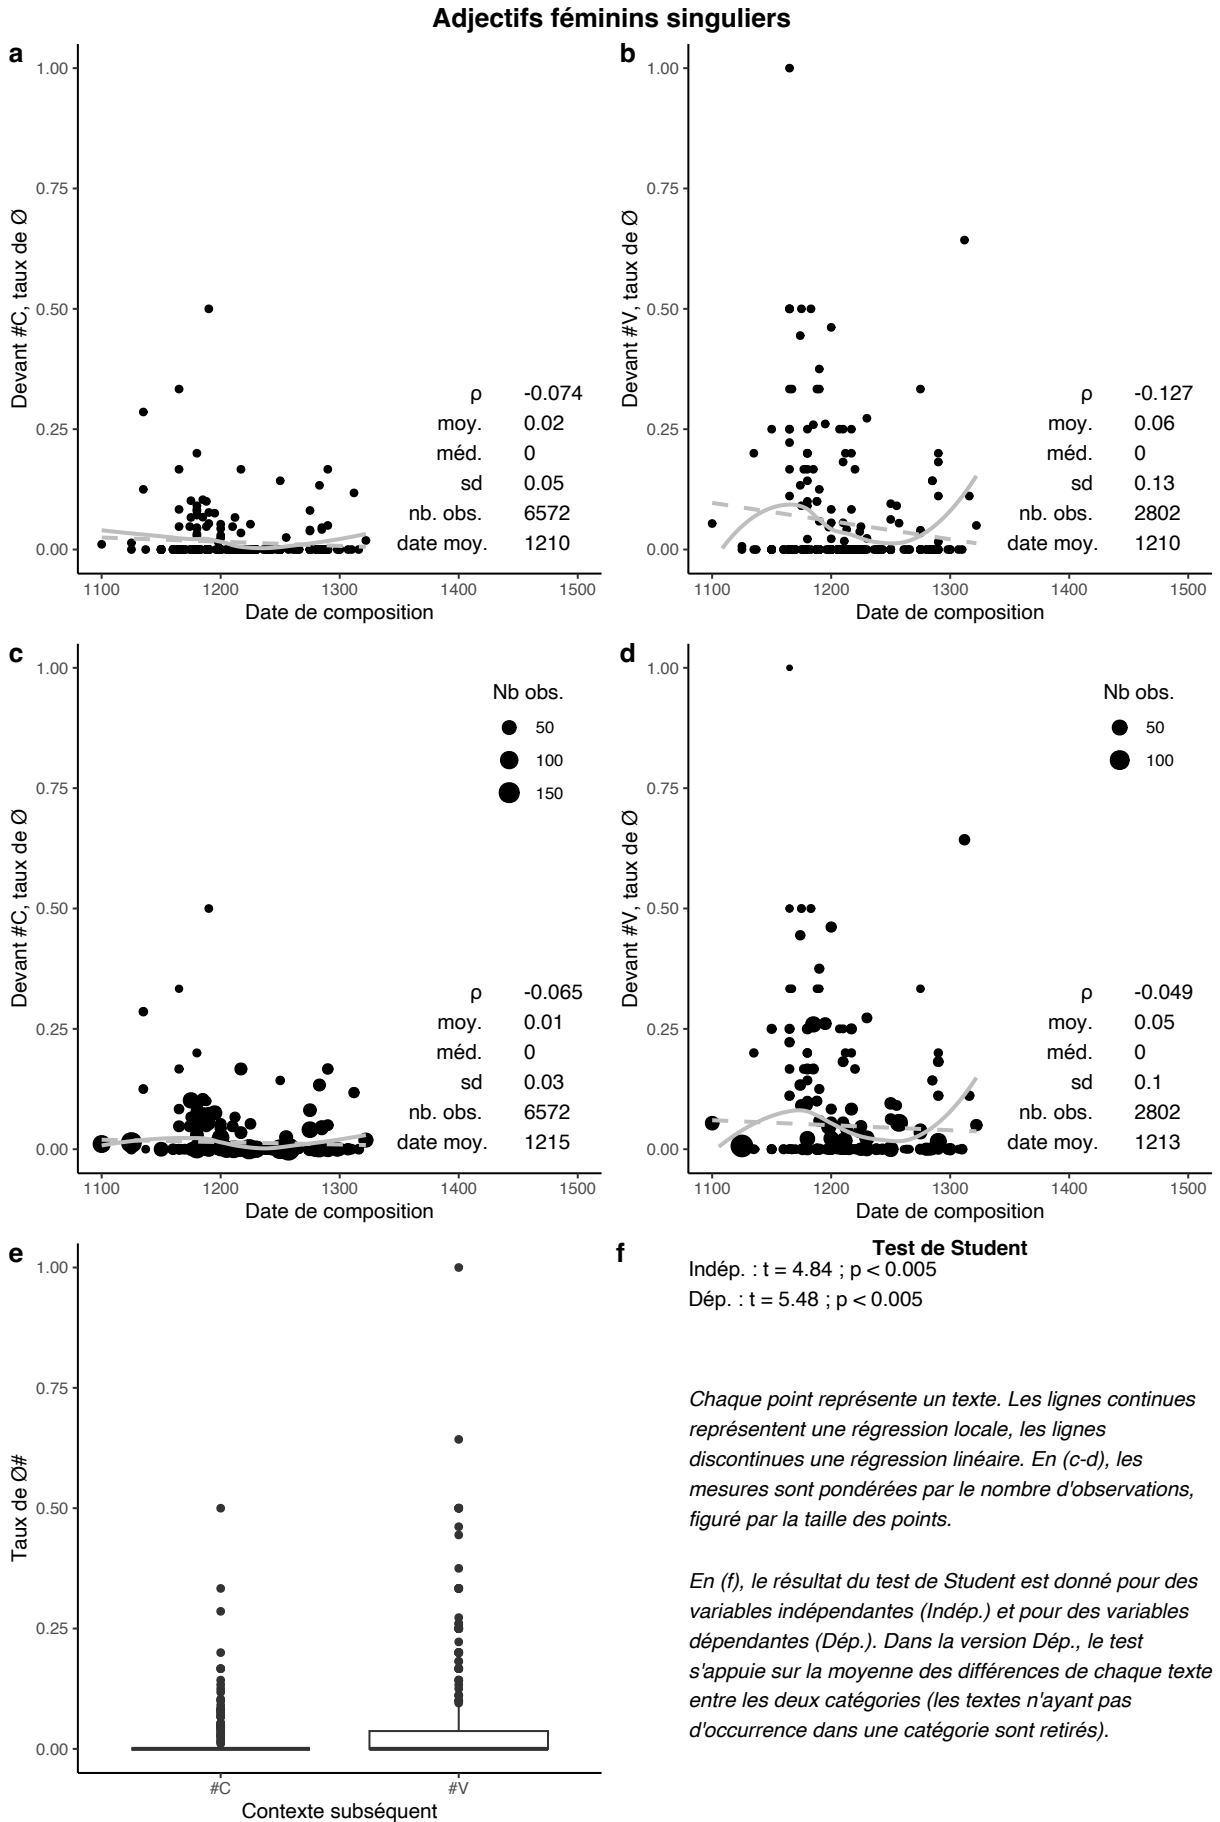 Adjectifs féminins singuliers
a
Devant #C, taux de Ø
1.00
0.75
0.50
0.25
0.00
ρ -0.074
moy. 0.02
méd. 0
sd 0.05
nb. obs. 6572
date moy. 1210
1100 1200 1300 1400 1500
Date de composition
b
Devant #V, taux de Ø
1.00
0.75
0.50
0.25
0.00
ρ -0.127
moy. 0.06
méd. 0
sd 0.13
nb. obs. 2802
date moy. 1210
1100 1200 1300 1400 1500
Date de composition
c
Devant #C, taux de Ø
1.00
0.75
0.50
0.25
0.00
Nb obs.
50
100
150
ρ -0.065
moy. 0.01
méd. 0
sd 0.03
nb. obs. 6572
date moy. 1215
1100 1200 1300 1400 1500
Date de composition
d
Devant #V, taux de Ø
1.00
0.75
0.50
0.25
0.00
Nb obs.
50
100
ρ -0.049
moy. 0.05
méd. 0
sd 0.1
nb. obs. 2802
date moy. 1213
1100 1200 1300 1400 1500
Date de composition
e
Taux de Ø#
1.00
0.75
0.50
0.25
0.00
#C #V
Contexte subséquent
f
Test de Student
Indép. : t = 4.84 ; p < 0.005
Dép. : t = 5.48 ; p < 0.005
Chaque point représente un texte. Les lignes continues
représentent une régression locale, les lignes
discontinues une régression linéaire. En (c-d), les
mesures sont pondérées par le nombre d'observations,
figuré par la taille des points.
En (f), le résultat du test de Student est donné pour des
variables indépendantes (Indép.) et pour des variables
dépendantes (Dép.). Dans la version Dép., le test
s'appuie sur la moyenne des différences de chaque texte
entre les deux catégories (les textes n'ayant pas
d'occurrence dans une catégorie sont retirés).